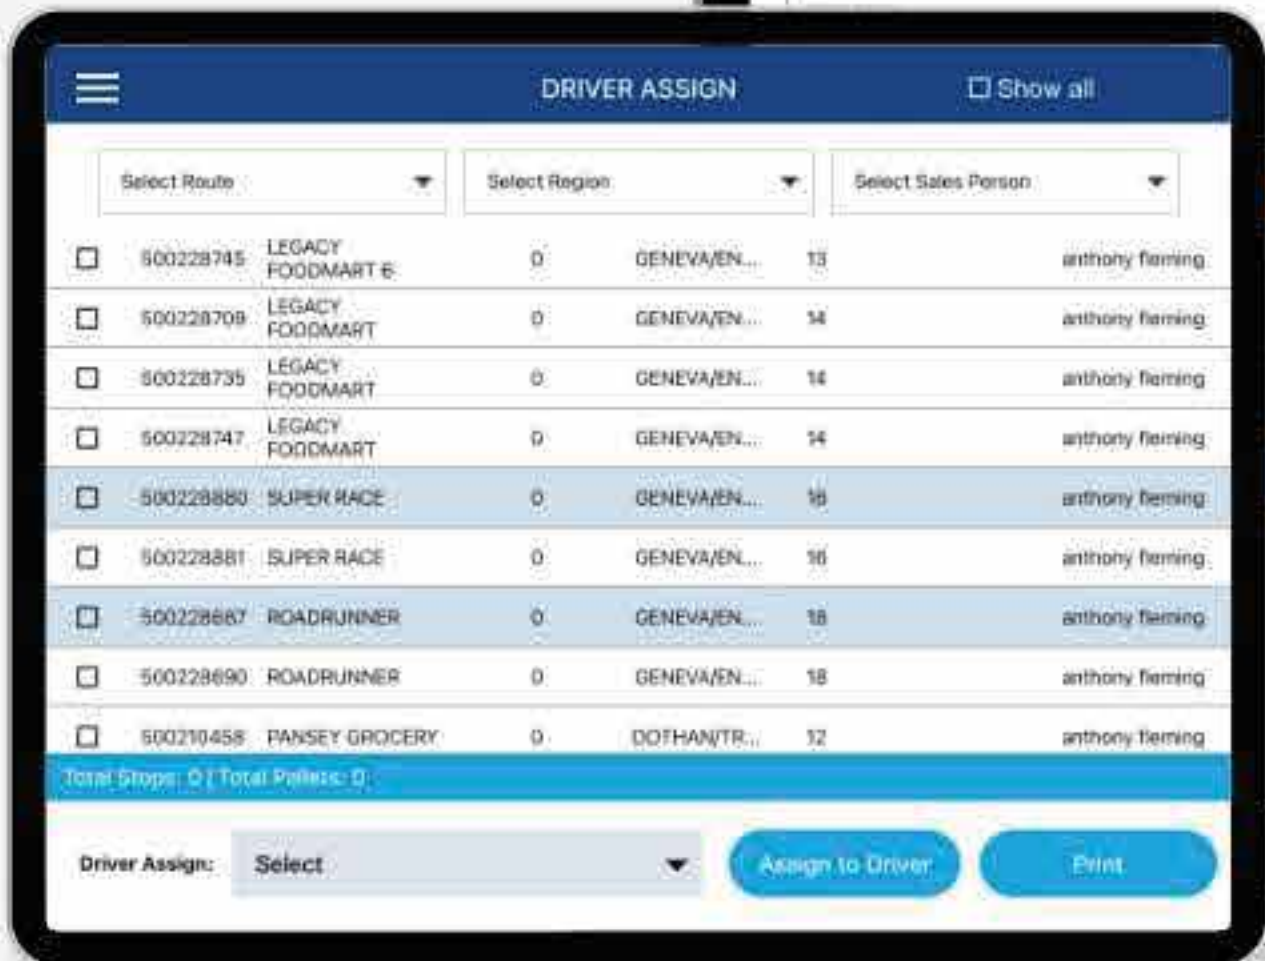 DRIVER ASSIGN
Show all
Select Route
Select Region
Select Sales Person
500228745 LEGACY FOODMART 6 0 GENEVA/EN... 13 anthony fleming
500228709 LEGACY FOODMART 0 GENEVA/EN... 14 anthony fleming
500228735 LEGACY FOODMART 0 GENEVA/EN... 14 anthony fleming
500228747 LEGACY FOODMART 0 GENEVA/EN... 14 anthony fleming
500228880 SUPER RACE 0 GENEVA/EN... 16 anthony fleming
500228881 SUPER RACE 0 GENEVA/EN... 16 anthony fleming
500228687 ROADRUNNER 0 GENEVA/EN... 18 anthony fleming
500228690 ROADRUNNER 0 GENEVA/EN... 18 anthony fleming
500210458 PANSEY GROCERY 0 DOTHAN/TR... 12 anthony fleming
Total Stops: 0 | Total Pallets: 0
Driver Assign:
Select
Assign to Driver
Print